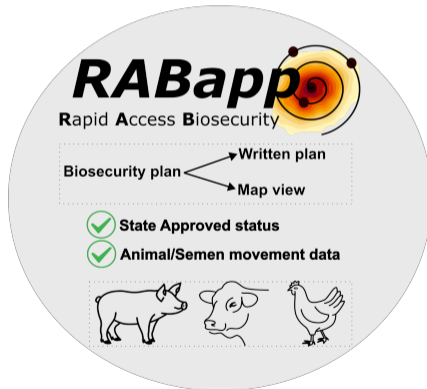 RABapp
Rapid Access Biosecurity
Written plan
Biosecurity plan
Map view
State Approved status
Animal/Semen movement data